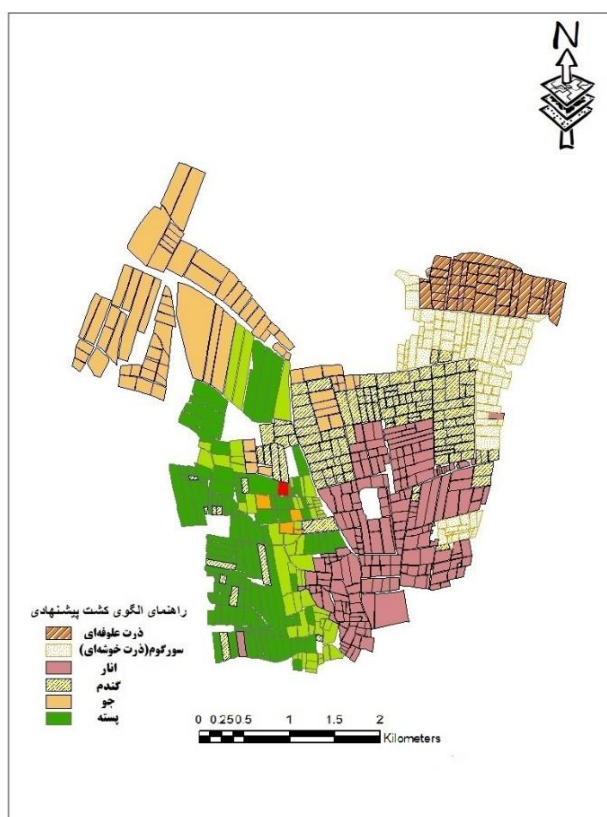 N
راهنمای الگوی کشت پیشنهادی
ذرت علوفه‌ای
سورگوم(ذرت خوشه‌ای)
انار
گندم
جو
پسته
0 0.250.5 1 1.5 2
Kilometers